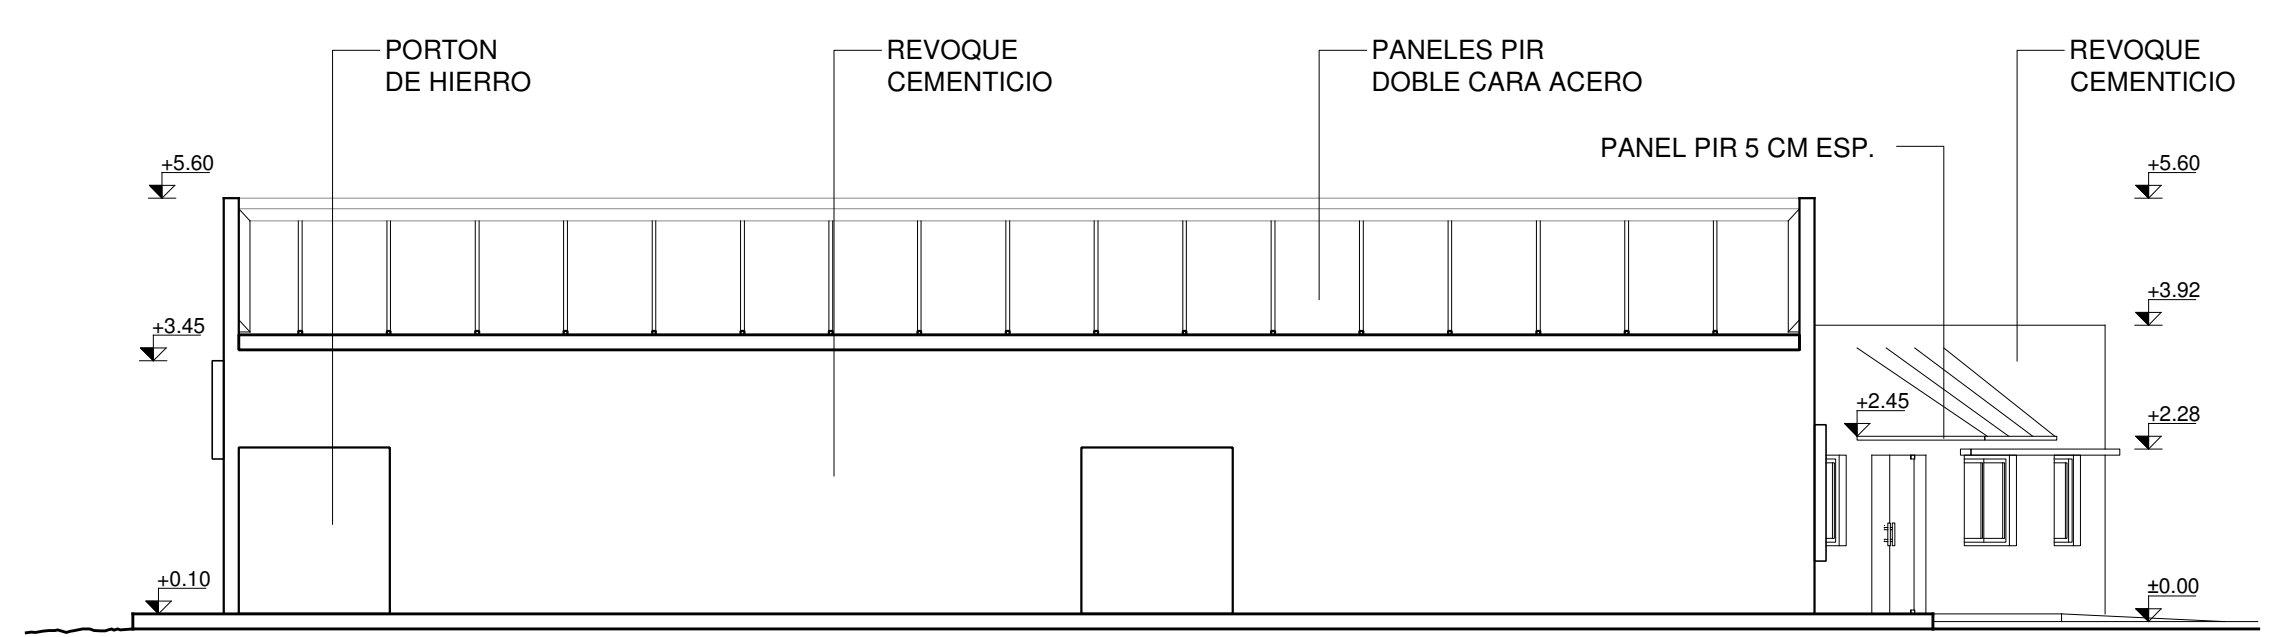 PORTON
DE HIERRO
REVOQUE
CEMENTICIO
PANELES PIR
DOBLE CARA ACERO
REVOQUE
CEMENTICIO
PANEL PIR 5 CM ESP.
+5.60
+5.60
+3.92
+3.45
+2.45
+2.28
+0.10
±0.00